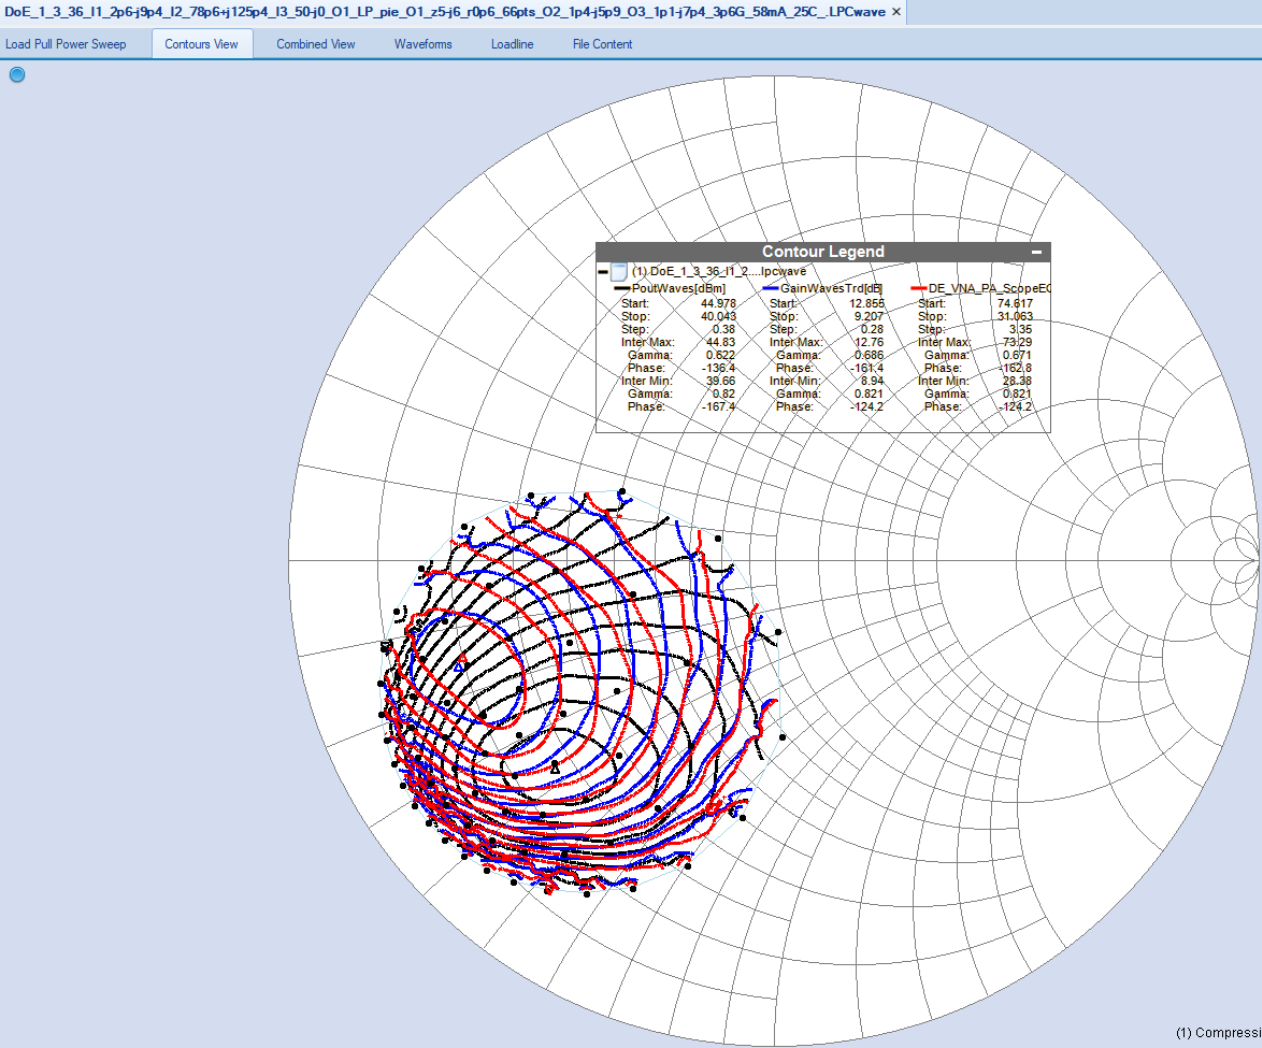 DoE_1_3_36_I1_2p6-j9p4_I2_78p6+j125p4_I3_50-j0_O1_LP_pie_O1_z5-j6_r0p6_66pts_O2_1p4-j5p9_O3_1p1-j7p4_3p6G_58mA_25C_.LPCwave ×
Load Pull Power Sweep Contours View Combined View Waveforms Loadline File Content
Contour Legend
(1) DoE_1_3_36_I1_2....lpcwave
PoutWaves[dBm] GainWavesTrd[dB] DE_VNA_PA_ScopeEC
Start: 44.978 Start: 12.855 Start: 74.617
Stop: 40.043 Stop: 9.207 Stop: 31.063
Step: 0.38 Step: 0.28 Step: 3.35
Inter Max: 44.83 Inter Max: 12.76 Inter Max: 73.29
Gamma: 0.622 Gamma: 0.686 Gamma: 0.671
Phase: -136.4 Phase: -161.4 Phase: -162.8
Inter Min: 39.66 Inter Min: 8.94 Inter Min: 28.38
Gamma: 0.82 Gamma: 0.821 Gamma: 0.821
Phase: -167.4 Phase: -124.2 Phase: -124.2
(1) Compressi